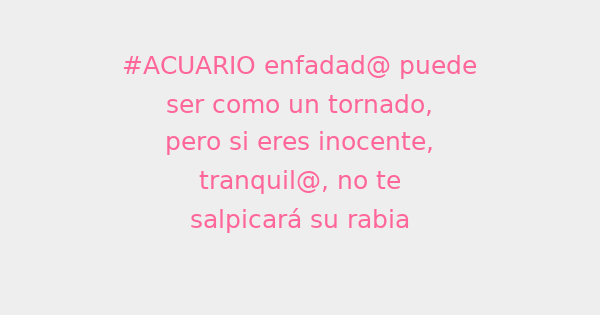 #ACUARIO enfadad@ puede
ser como un tornado,
pero si eres inocente,
tranquil@, no te
salpicará su rabia